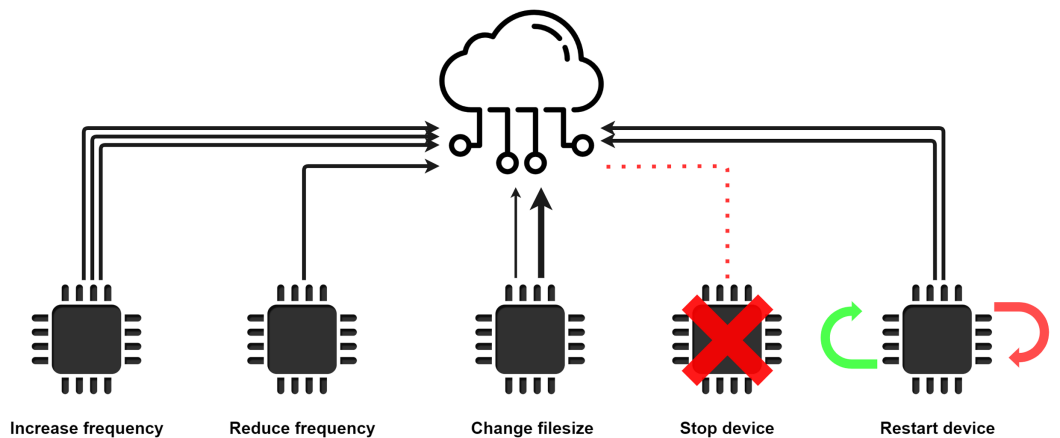 Increase frequency
Reduce frequency
Change filesize
Stop device
Restart device